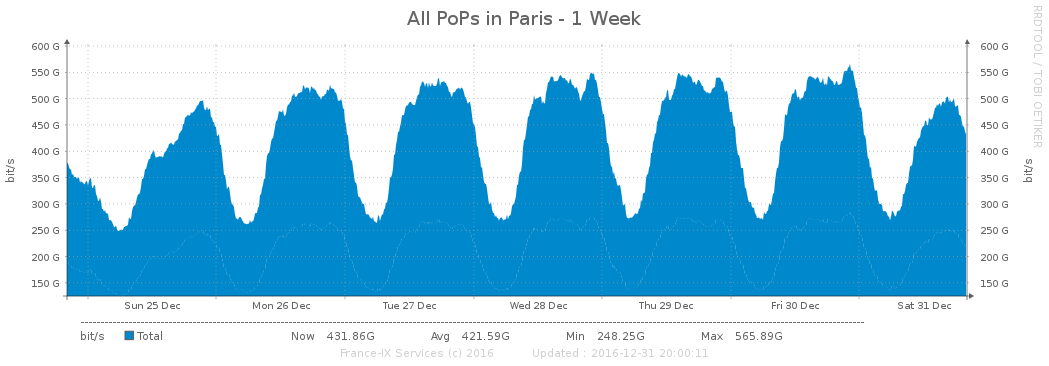 All PoPs in Paris - 1 Week
RRDTOOL / TOBI OETIKER
600 G 600 G
550 G 550 G
500 G 500 G
450 G 450 G
400 G 400 G
350 G 350 G
300 G 300 G
250 G 250 G
200 G 200 G
150 G 150 G
bit/s bit/s
Sun 25 Dec Mon 26 Dec Tue 27 Dec Wed 28 Dec Thu 29 Dec Fri 30 Dec Sat 31 Dec
bit/s Total Now 431.86G Avg 421.59G Min 248.25G Max 565.89G
France-IX Services (c) 2016 Updated : 2016-12-31 20:00:11